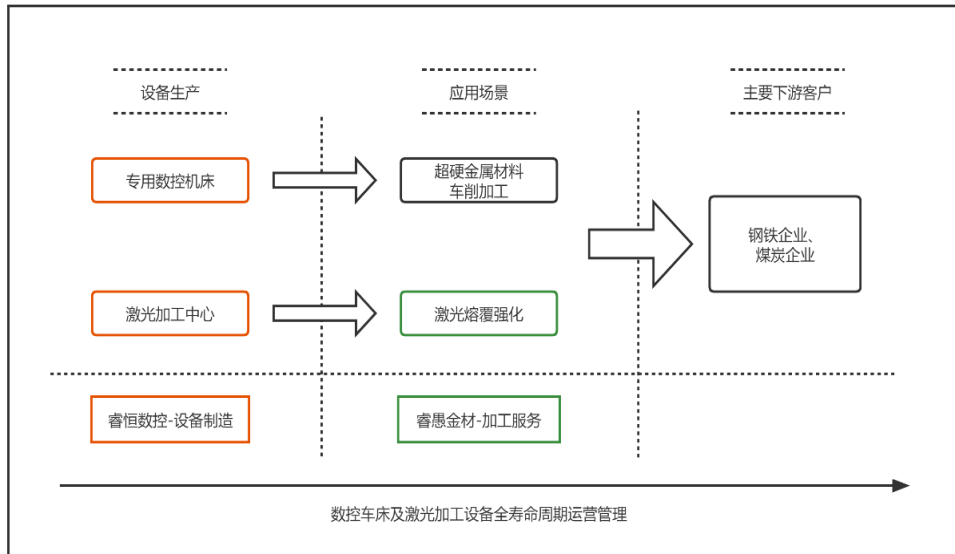 设备生产
应用场景
主要下游客户
专用数控机床
超硬金属材料
车削加工
钢铁企业、
煤炭企业
激光加工中心
激光熔覆强化
睿恒数控-设备制造
睿愚金材-加工服务
数控车床及激光加工设备全寿命周期运营管理